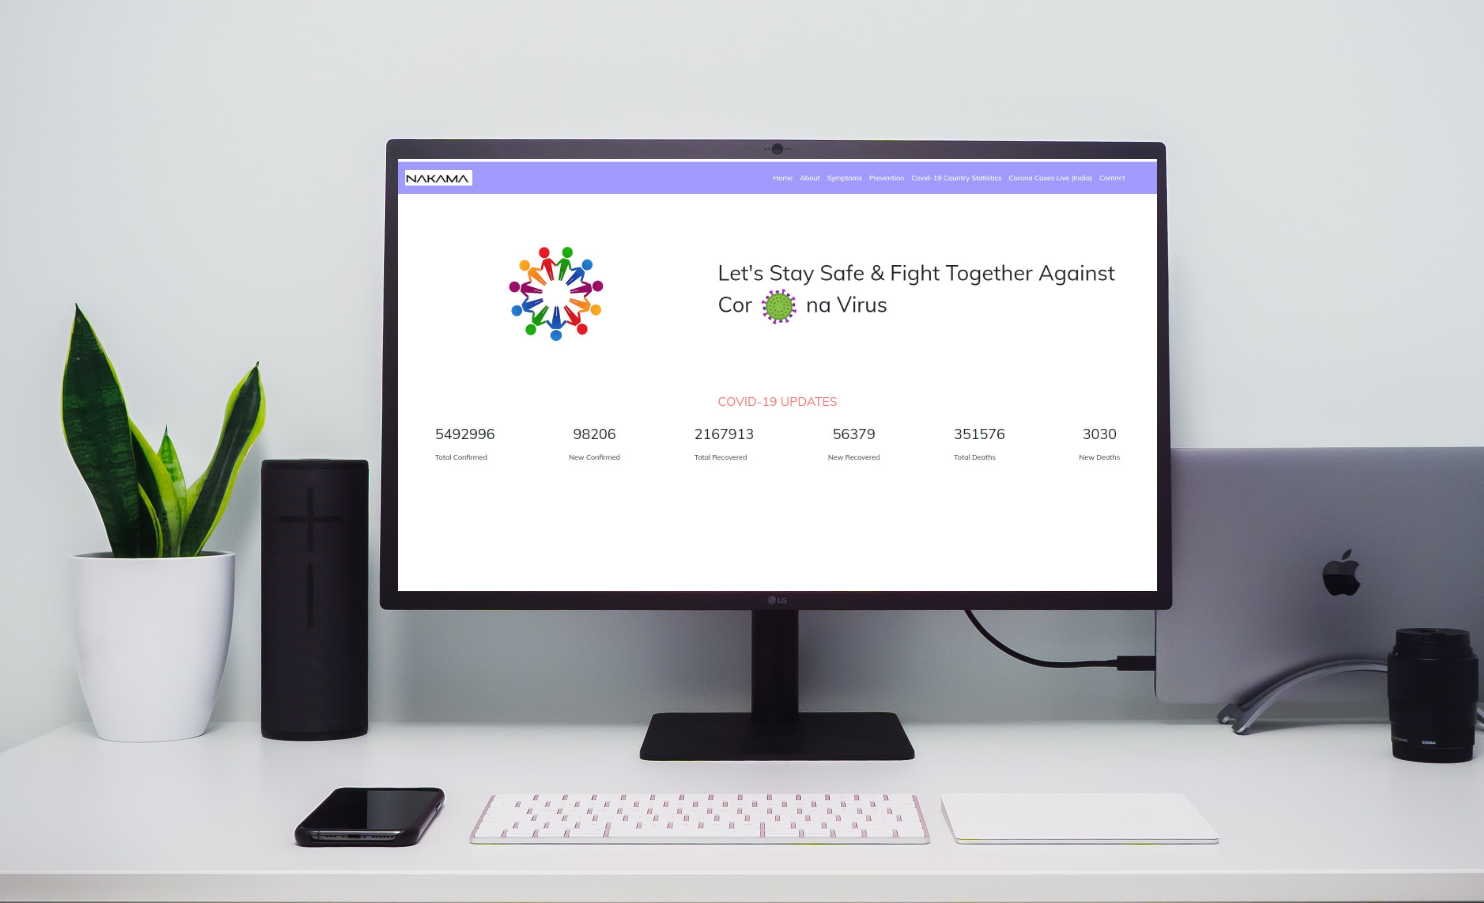 NAKAMA
Home About Symptoms Prevention Covid-19 Country Statistics Corona Cases Live (India) Contact
Let's Stay Safe & Fight Together Against
Cor na Virus
COVID-19 UPDATES
5492996 98206 2167913 56379 351576 3030
Total Confirmed New Confirmed Total Recovered New Recovered Total Deaths New Deaths
LG
SIGMA